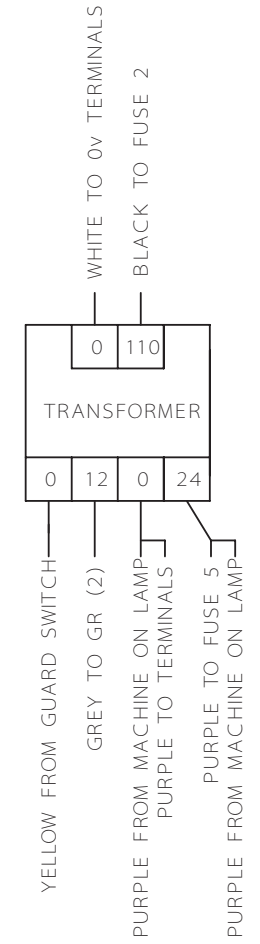 WHITE TO 0v TERMINALS
BLACK TO FUSE 2
0
110
TRANSFORMER
0
12
0
24
YELLOW FROM GUARD SWITCH
GREY TO GR (2)
PURPLE FROM MACHINE ON LAMP
PURPLE TO TERMINALS
PURPLE TO FUSE 5
PURPLE FROM MACHINE ON LAMP